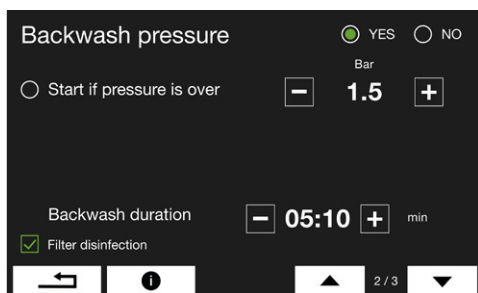 Backwash pressure YES NO
Bar
Start if pressure is over − 1.5 +
Backwash duration − 05:10 + min
Filter disinfection
i 2/3